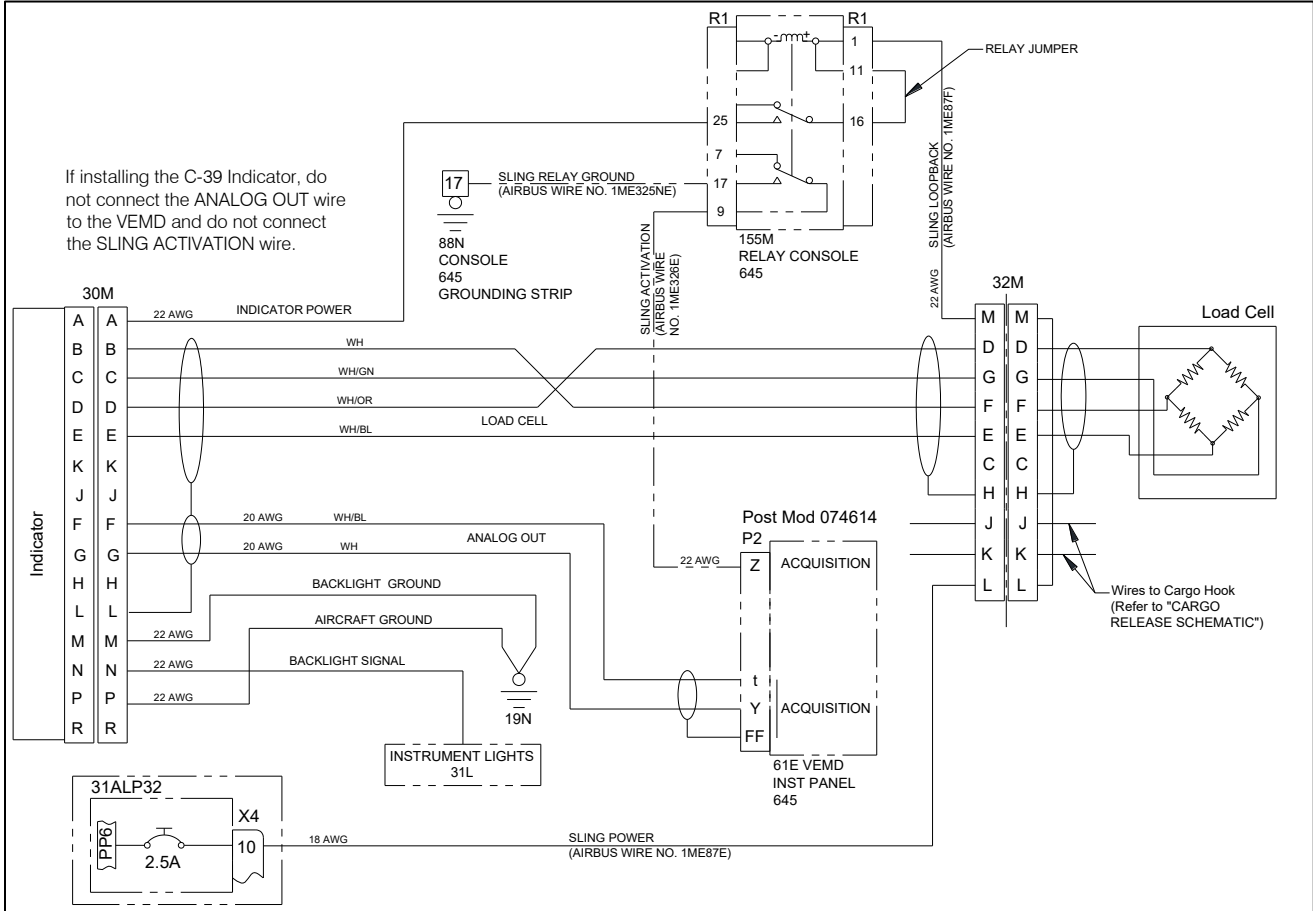 R1
R1
1
11
16
25
7
17
9
- +
RELAY JUMPER
SLING LOOPBACK
(AIRBUS WIRE NO. 1ME87F)
22 AWG
If installing the C-39 Indicator, do
not connect the ANALOG OUT wire
to the VEMD and do not connect
the SLING ACTIVATION wire.
17
SLING RELAY GROUND
(AIRBUS WIRE NO. 1ME325NE)
88N
CONSOLE
645
GROUNDING STRIP
SLING ACTIVATION
(AIRBUS WIRE
NO. 1ME326E)
155M
RELAY CONSOLE
645
30M
Indicator
A A
B B
C C
D D
E E
K K
J J
F F
G G
H H
L L
M M
N N
P P
R R
22 AWG INDICATOR POWER
WH
WH/GN
WH/OR
LOAD CELL
WH/BL
20 AWG WH/BL
ANALOG OUT
20 AWG WH
BACKLIGHT GROUND
22 AWG
AIRCRAFT GROUND
22 AWG BACKLIGHT SIGNAL
22 AWG
19N
INSTRUMENT LIGHTS
31L
32M
M M
D D
G G
F F
E E
C C
H H
J J
K K
L L
Load Cell
Wires to Cargo Hook
(Refer to "CARGO
RELEASE SCHEMATIC")
Post Mod 074614
P2
22 AWG
Z ACQUISITION
t
Y ACQUISITION
FF
61E VEMD
INST PANEL
645
31ALP32
PP6
2.5A
X4
10
18 AWG
SLING POWER
(AIRBUS WIRE NO. 1ME87E)